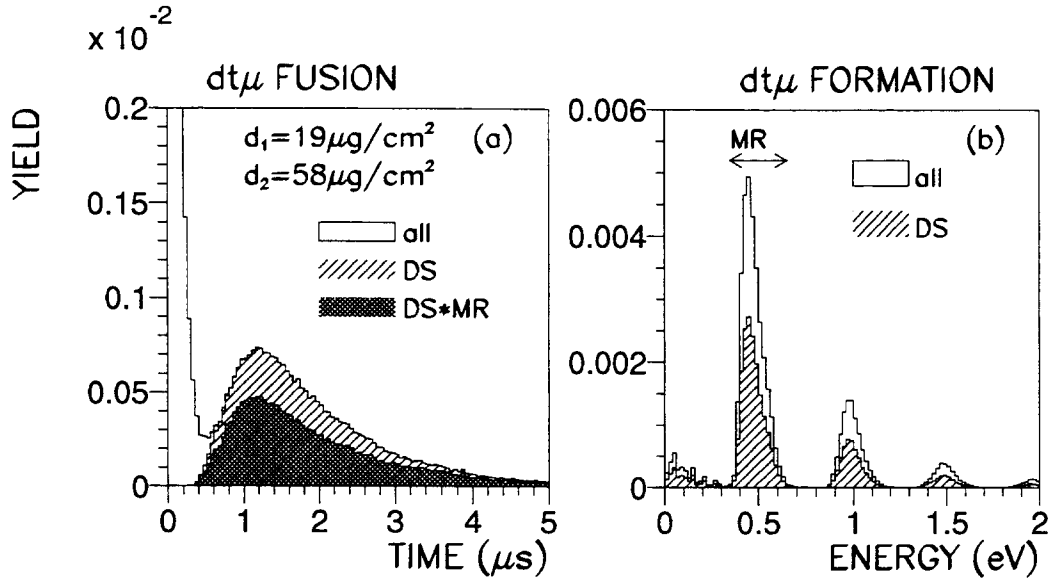 x 10⁻²
dtμ FUSION
YIELD
0.2
0.15
0.1
0.05
0
d₁=19μg/cm²
d₂=58μg/cm²
(a)
all
DS
DS*MR
0 1 2 3 4 5
TIME (μs)
dtμ FORMATION
0.006
0.004
0.002
0
MR
(b)
all
DS
0 0.5 1 1.5 2
ENERGY (eV)